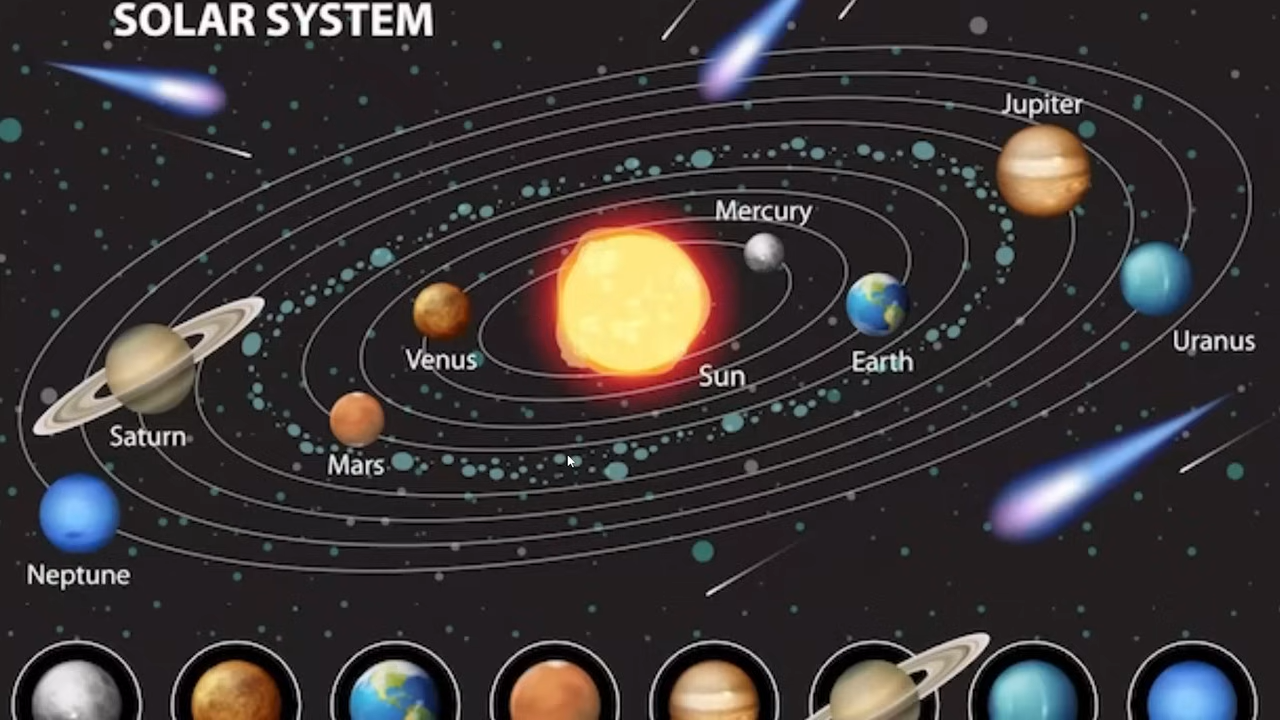 SOLAR SYSTEM
Jupiter
Mercury
Uranus
Venus
Earth
Sun
Saturn
Mars
Neptune